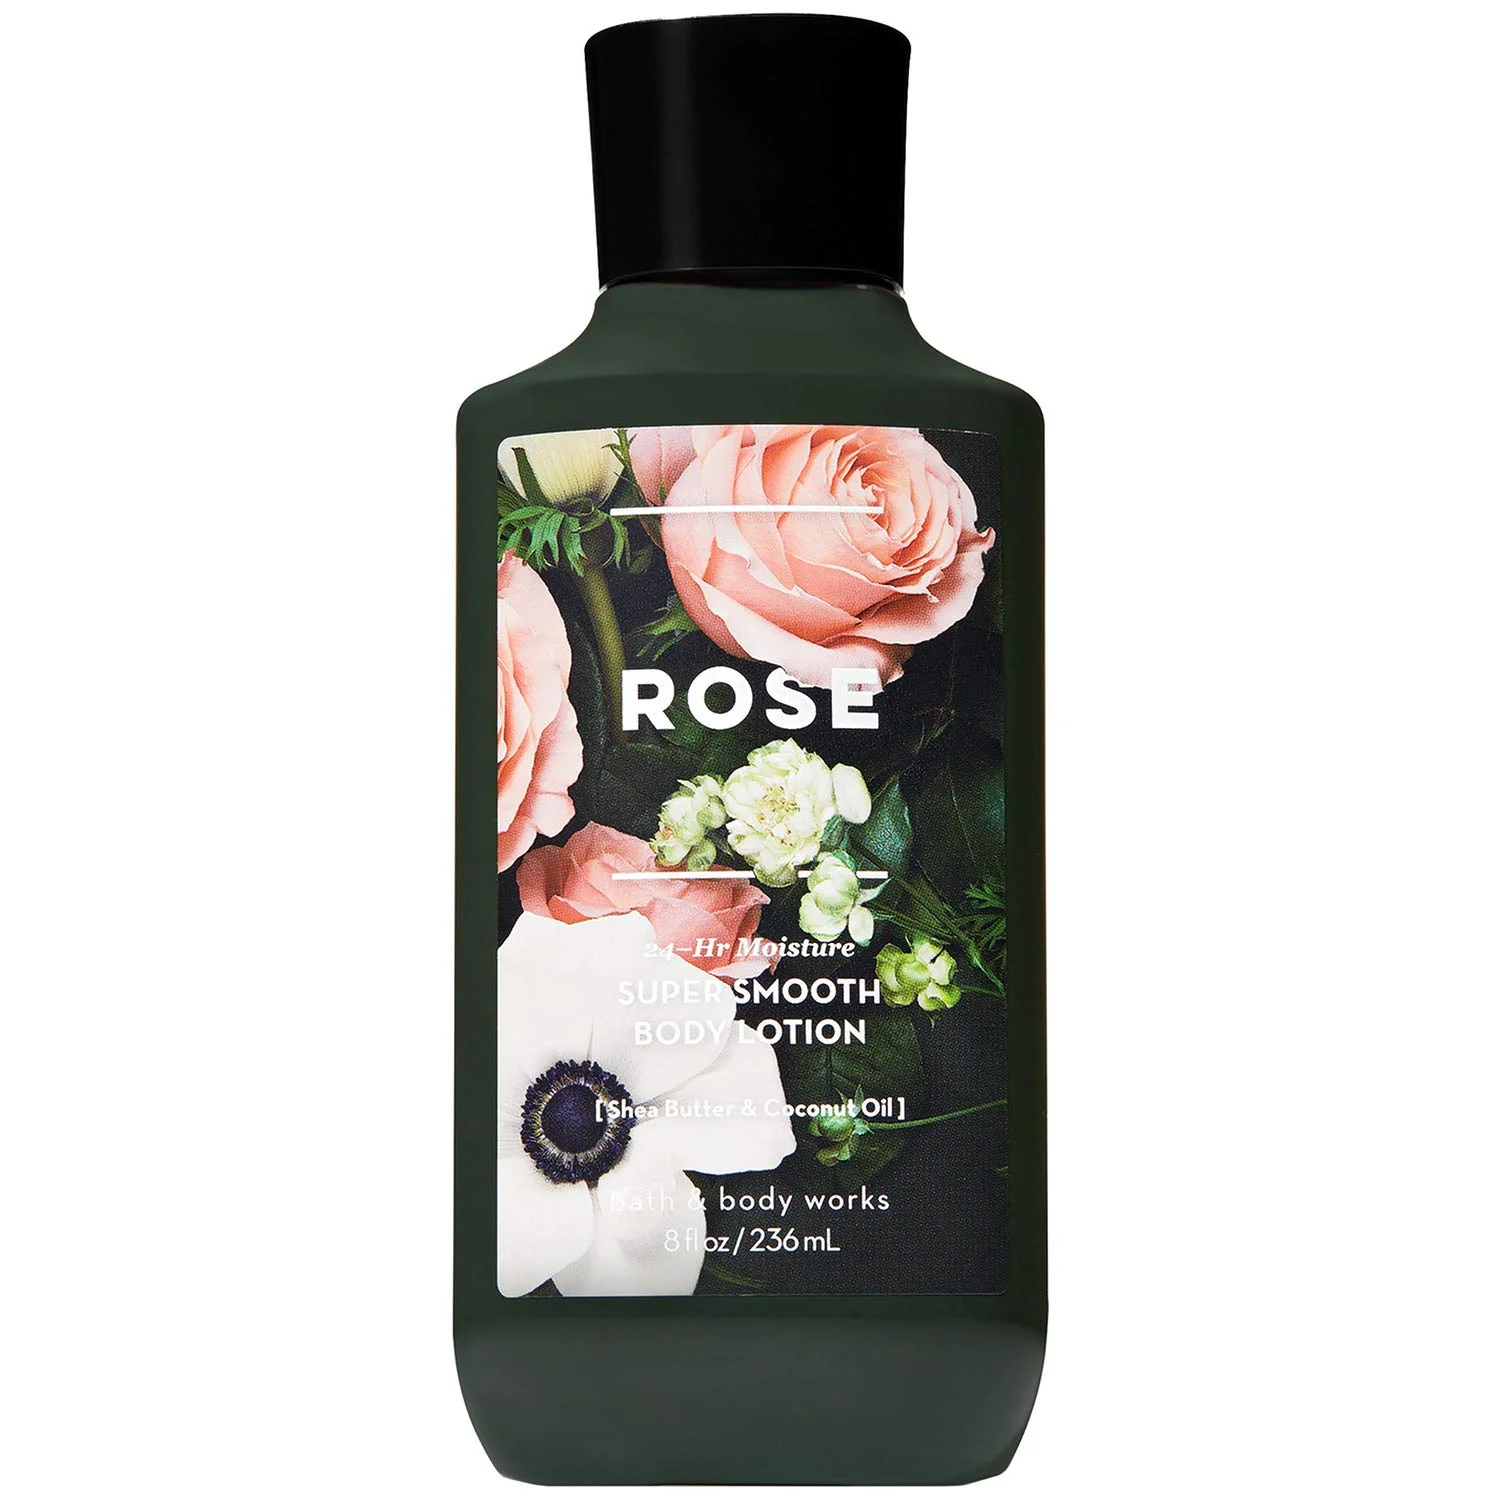 ROSE
24-Hr Moisture
SUPER SMOOTH
BODY LOTION
[Shea Butter & Coconut Oil]
Bath & body works
8 fl oz / 236 mL